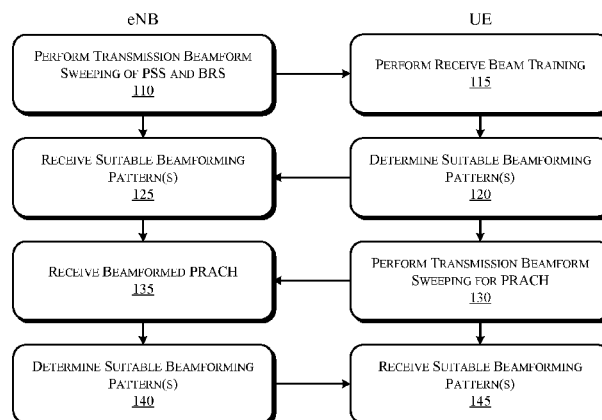 eNB
UE
PERFORM TRANSMISSION BEAMFORM
SWEEPING OF PSS AND BRS
110
PERFORM RECEIVE BEAM TRAINING
115
RECEIVE SUITABLE BEAMFORMING
PATTERN(S)
125
DETERMINE SUITABLE BEAMFORMING
PATTERN(S)
120
RECEIVE BEAMFORMED PRACH
135
PERFORM TRANSMISSION BEAMFORM
SWEEPING FOR PRACH
130
DETERMINE SUITABLE BEAMFORMING
PATTERN(S)
140
RECEIVE SUITABLE BEAMFORMING
PATTERN(S)
145